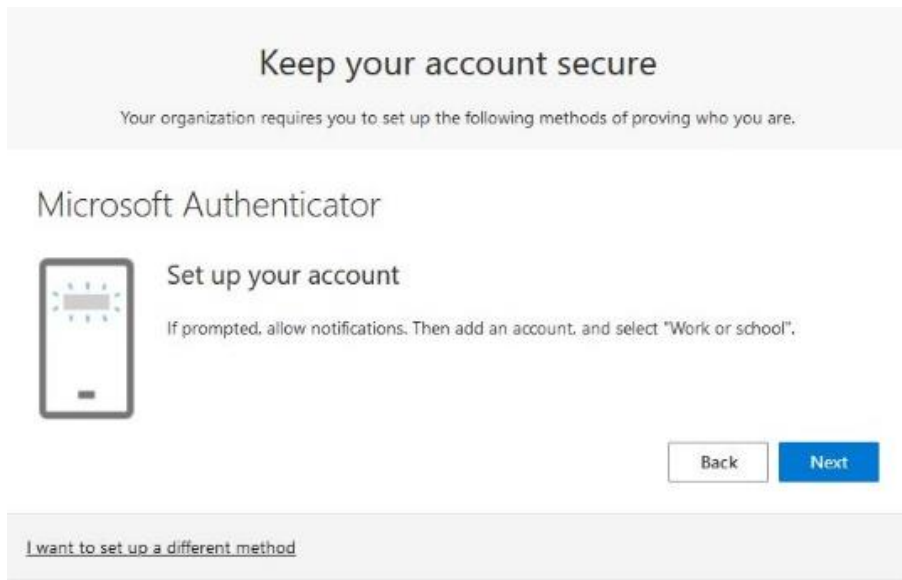 Keep your account secure
Your organization requires you to set up the following methods of proving who you are.
Microsoft Authenticator
Set up your account
If prompted, allow notifications. Then add an account, and select "Work or school".
Back
Next
I want to set up a different method